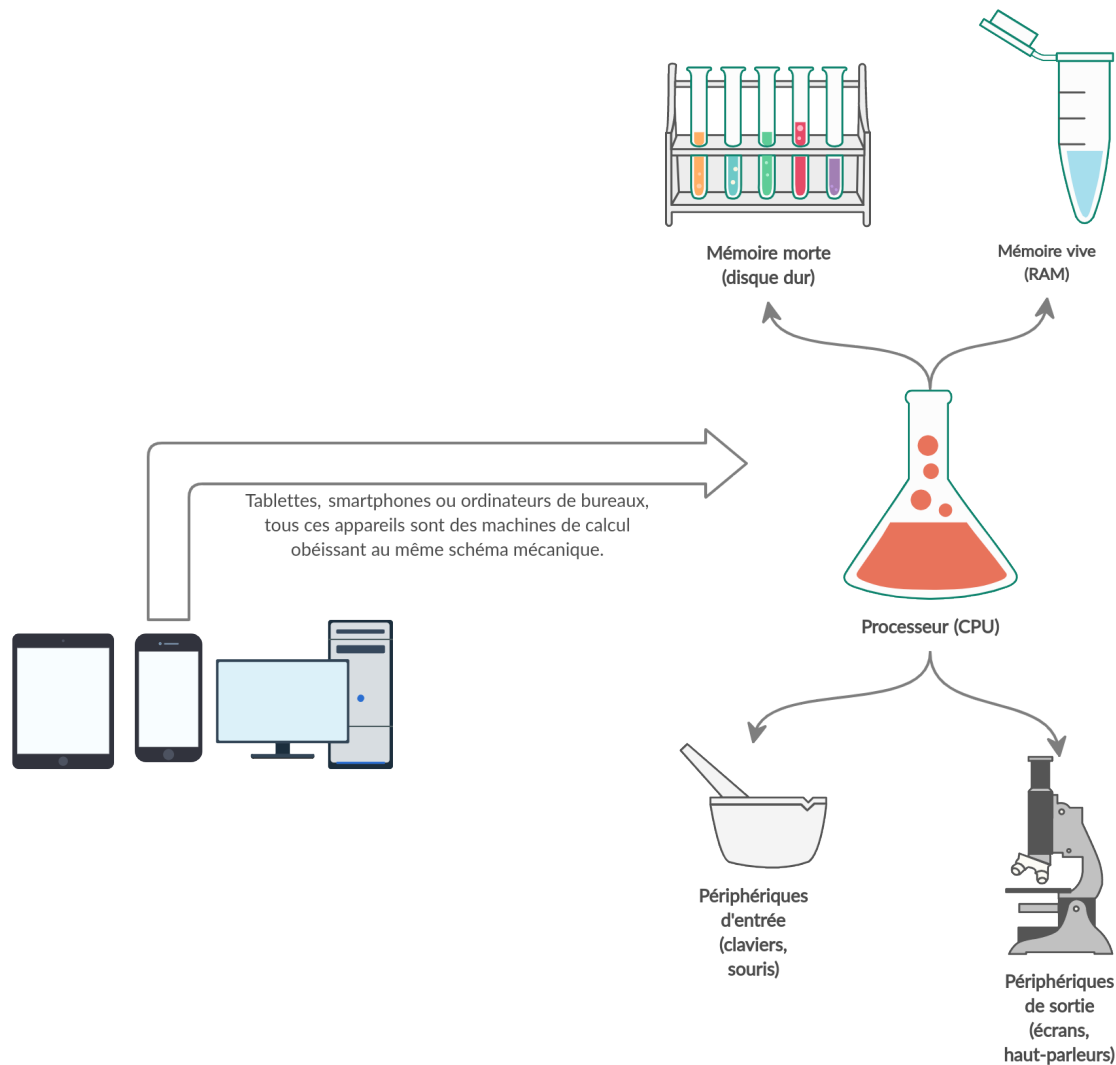 Mémoire morte
(disque dur)
Mémoire vive
(RAM)
Tablettes, smartphones ou ordinateurs de bureaux,
tous ces appareils sont des machines de calcul
obéissant au même schéma mécanique.
Processeur (CPU)
Périphériques
d'entrée
(claviers,
souris)
Périphériques
de sortie
(écrans,
haut-parleurs)